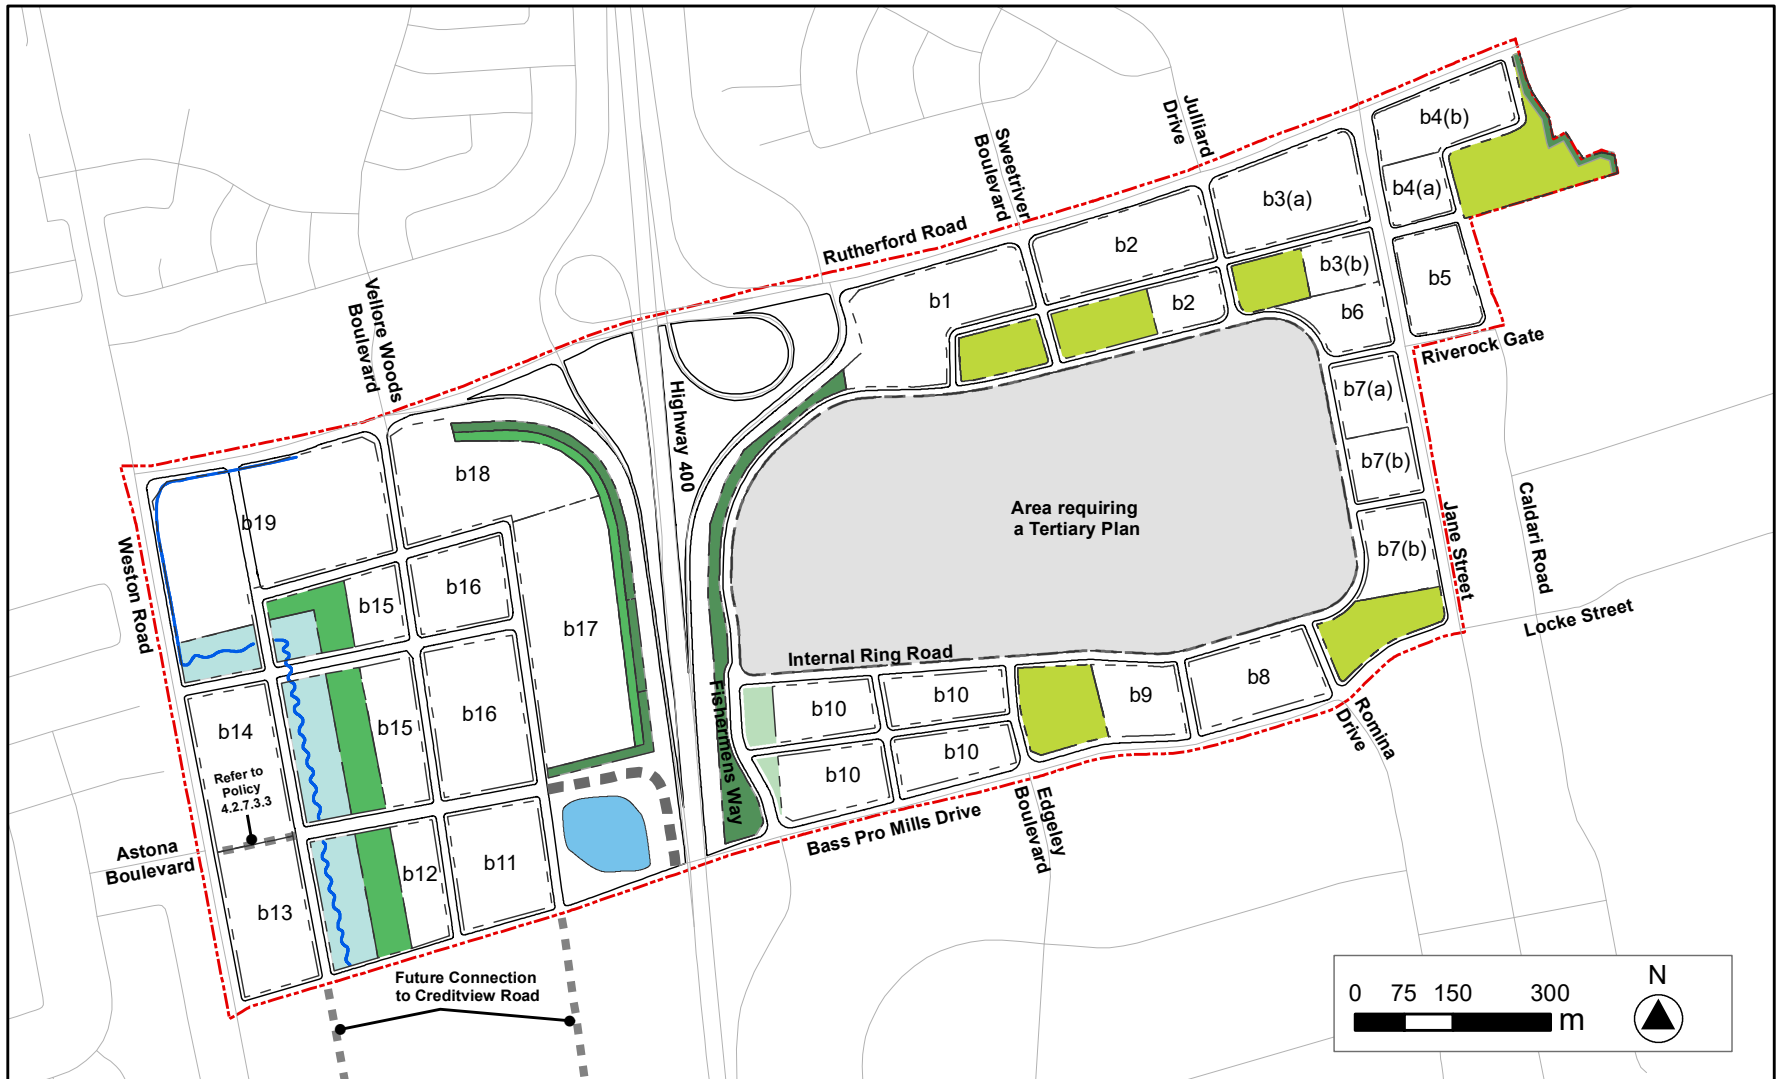 b4(b)
Julliard
Drive
Sweetriver
Boulevard
b4(a)
b3(a)
Rutherford Road
b2
b3(b)
b5
b1
b2
b6
Riverock Gate
Vellore Woods
Boulevard
Highway 400
b7(a)
b7(b)
b18
b19
Area requiring
a Tertiary Plan
Jane Street
Caldari Road
Weston Road
b7(b)
b16
b15
b17
Locke Street
Internal Ring Road
b8
b9
b10
b10
b16
b15
b14
Fishermens Way
Romina
Drive
b10
b10
Refer to
Policy
4.2.7.3.3
Edgeley
Boulevard
Bass Pro Mills Drive
Astona
Boulevard
b11
b12
b13
Future Connection
to Creditview Road
N
0 75 150 300
m